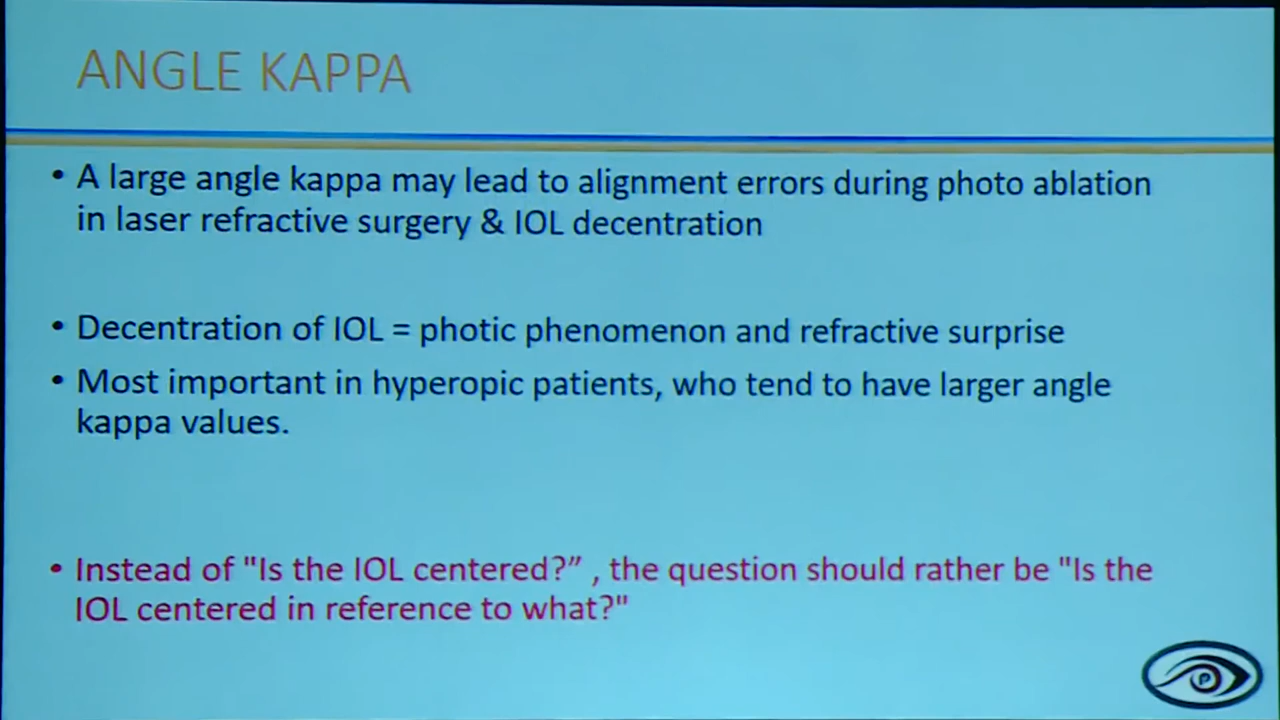 ANGLE KAPPA
• A large angle kappa may lead to alignment errors during photo ablation
in laser refractive surgery & IOL decentration
• Decentration of IOL = photic phenomenon and refractive surprise
• Most important in hyperopic patients, who tend to have larger angle
kappa values.
• Instead of "Is the IOL centered?” , the question should rather be "Is the
IOL centered in reference to what?"
P